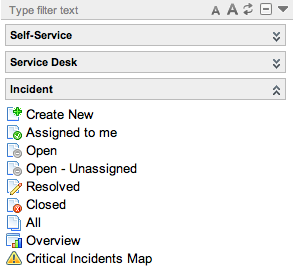 Type filter text A A
Self-Service
Service Desk
Incident
Create New
Assigned to me
Open
Open - Unassigned
Resolved
Closed
All
Overview
Critical Incidents Map